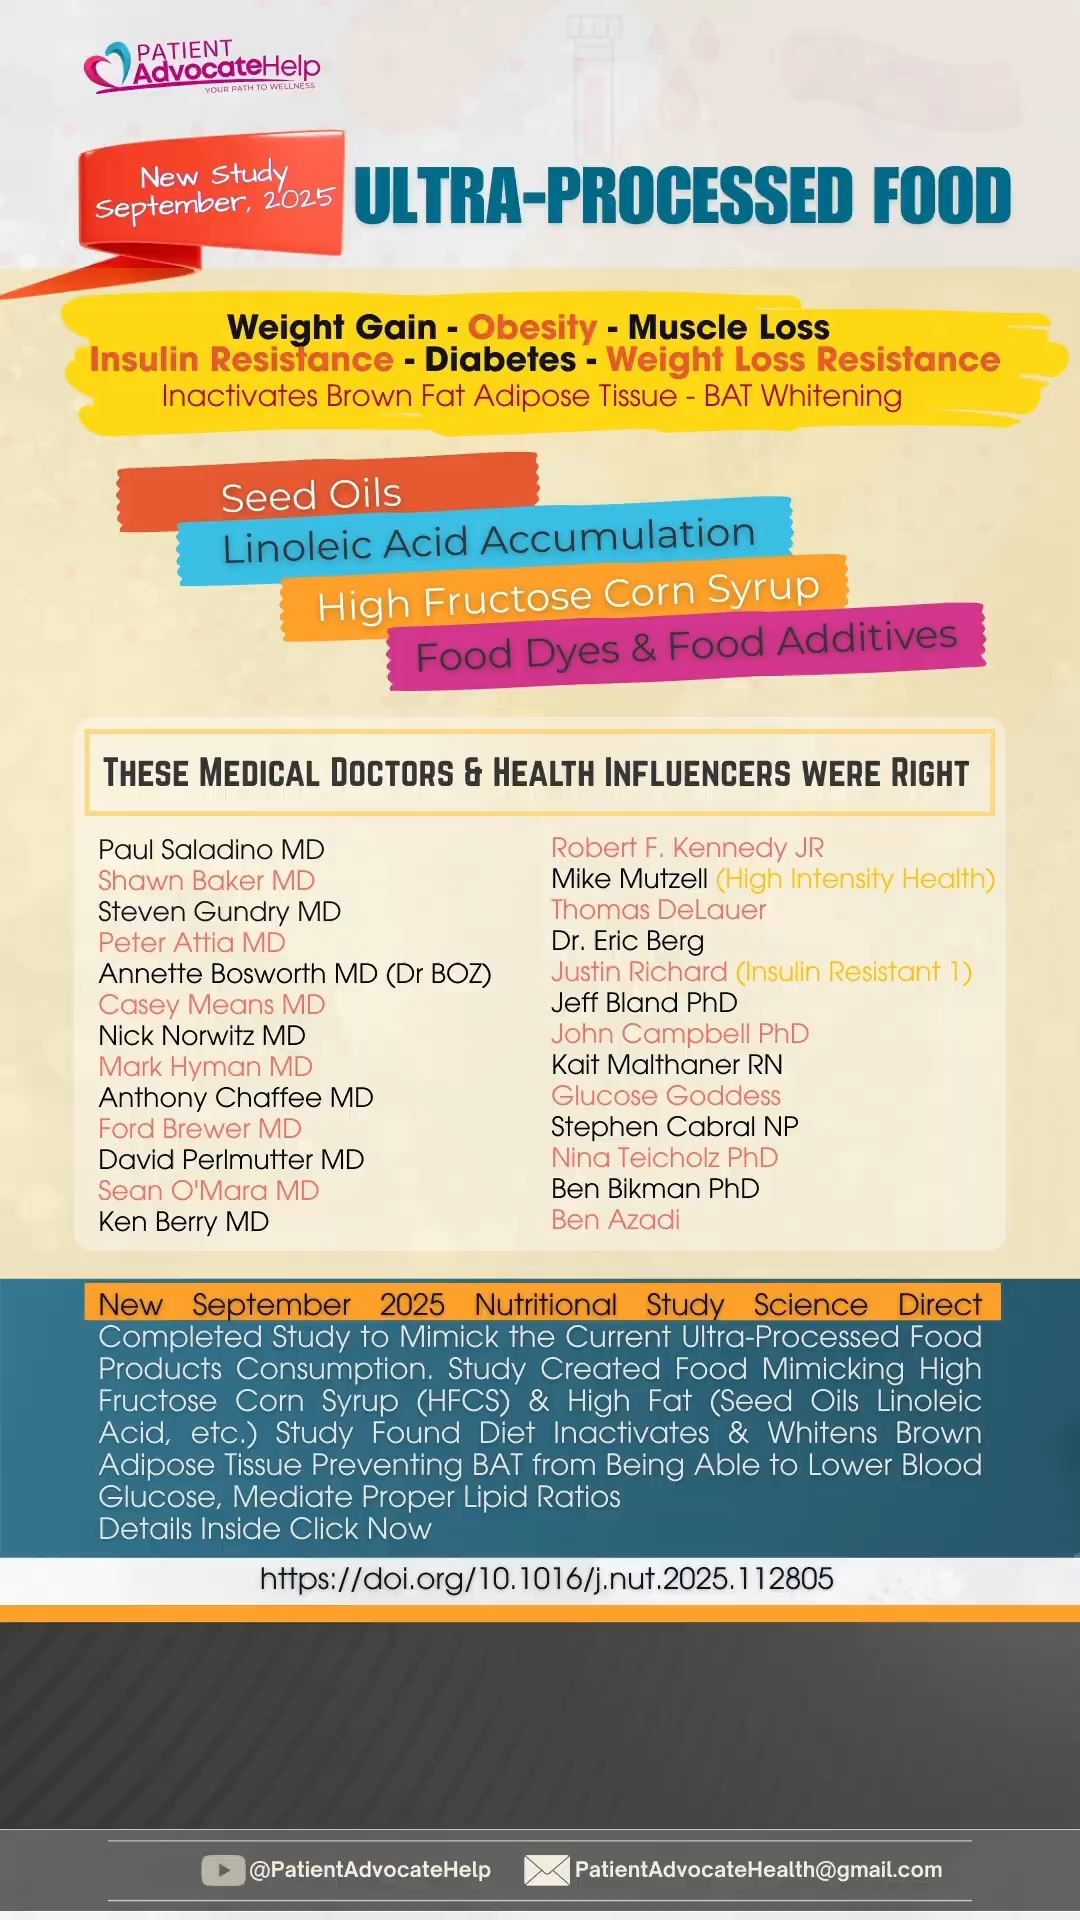 PATIENT
AdvocateHelp
YOUR PATH TO WELLNESS
New Study
September, 2025
ULTRA-PROCESSED FOOD
Weight Gain - Obesity - Muscle Loss
Insulin Resistance - Diabetes - Weight Loss Resistance
Inactivates Brown Fat Adipose Tissue - BAT Whitening
Seed Oils
Linoleic Acid Accumulation
High Fructose Corn Syrup
Food Dyes & Food Additives
THESE MEDICAL DOCTORS & HEALTH INFLUENCERS WERE RIGHT
Paul Saladino MD
Shawn Baker MD
Steven Gundry MD
Peter Attia MD
Annette Bosworth MD (Dr BOZ)
Casey Means MD
Nick Norwitz MD
Mark Hyman MD
Anthony Chaffee MD
Ford Brewer MD
David Perlmutter MD
Sean O'Mara MD
Ken Berry MD
Robert F. Kennedy JR
Mike Mutzell (High Intensity Health)
Thomas DeLauer
Dr. Eric Berg
Justin Richard (Insulin Resistant 1)
Jeff Bland PhD
John Campbell PhD
Kait Malthaner RN
Glucose Goddess
Stephen Cabral NP
Nina Teicholz PhD
Ben Bikman PhD
Ben Azadi
New September 2025 Nutritional Study Science Direct
Completed Study to Mimick the Current Ultra-Processed Food
Products Consumption. Study Created Food Mimicking High
Fructose Corn Syrup (HFCS) & High Fat (Seed Oils Linoleic
Acid, etc.) Study Found Diet Inactivates & Whitens Brown
Adipose Tissue Preventing BAT from Being Able to Lower Blood
Glucose, Mediate Proper Lipid Ratios
Details Inside Click Now
https://doi.org/10.1016/j.nut.2025.112805
@PatientAdvocateHelp
PatientAdvocateHealth@gmail.com